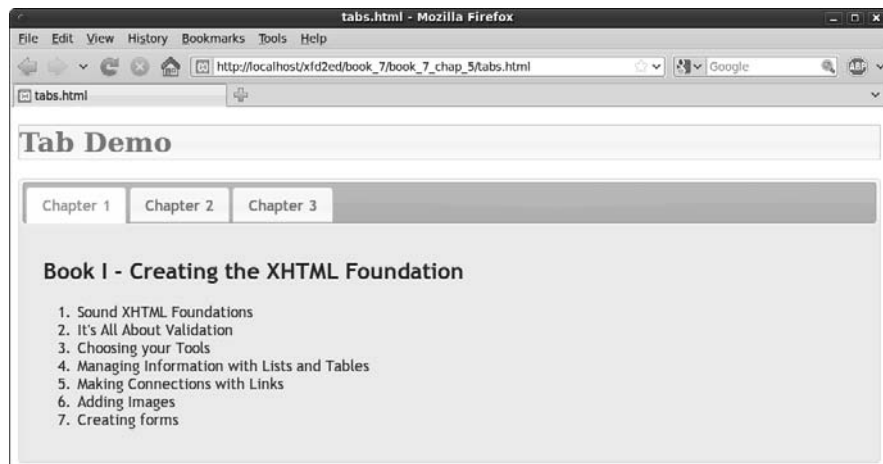 tabs.html - Mozilla Firefox
File Edit View History Bookmarks Tools Help
http://localhost/xfd2ed/book_7/book_7_chap_5/tabs.html
Google
ABP
tabs.html
Tab Demo
Chapter 1 Chapter 2 Chapter 3
Book I - Creating the XHTML Foundation
1. Sound XHTML Foundations
2. It's All About Validation
3. Choosing your Tools
4. Managing Information with Lists and Tables
5. Making Connections with Links
6. Adding Images
7. Creating forms